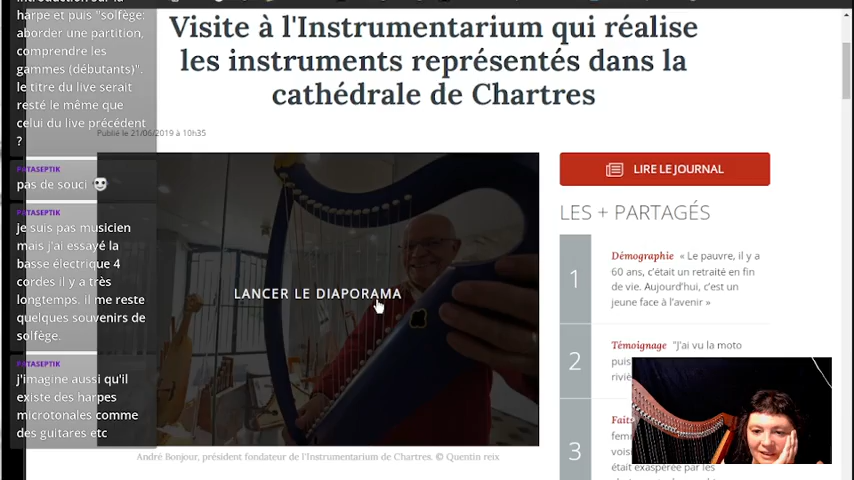 introduction sur la
harpe et puis "solfège:
aborder une partition,
comprendre les
gammes (débutants)".
le titre du live serait
resté le même que
celui du live précédent
?
P@TASEPTIK
pas de souci
P@TASEPTIK
je suis pas musicien
mais j'ai essayé la
basse électrique 4
cordes il y a très
longtemps. il me reste
quelques souvenirs de
solfège.
P@TASEPTIK
j'imagine aussi qu'il
existe des harpes
microtonales comme
des guitares etc
Visite à l'Instrumentarium qui réalise
les instruments représentés dans la
cathédrale de Chartres
Publié le 21/06/2019 à 10h35
LANCER LE DIAPORAMA
André Bonjour, président fondateur de l'Instrumentarium de Chartres. © Quentin reix
LIRE LE JOURNAL
LES + PARTAGÉS
1
Démographie « Le pauvre, il y a
60 ans, c'était un retraité en fin
de vie. Aujourd'hui, c'est un
jeune face à l'avenir »
2
Témoignage "J'ai vu la moto
puis
3
voisi
était exaspérée par les